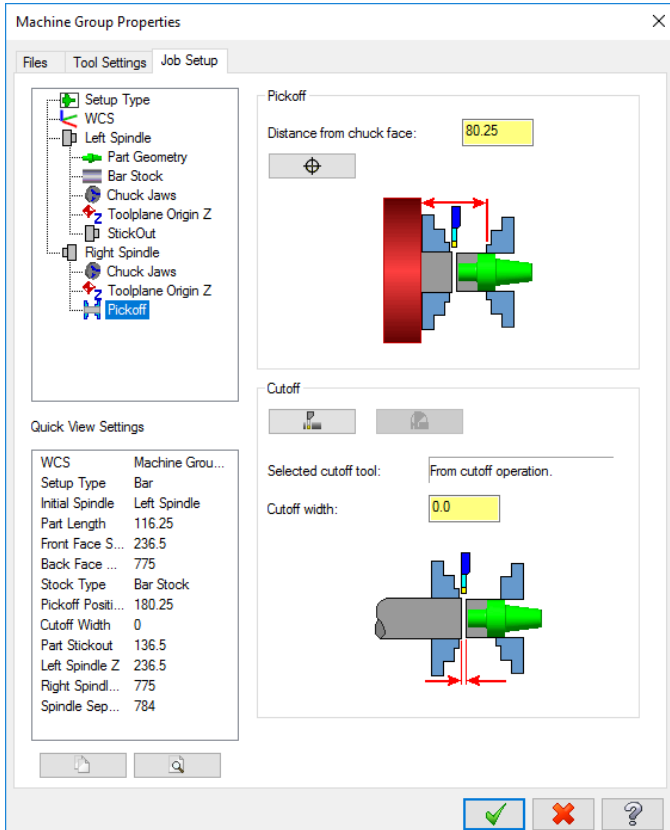 Machine Group Properties
Files Tool Settings Job Setup
Setup Type
WCS
Left Spindle
Part Geometry
Bar Stock
Chuck Jaws
Z Toolplane Origin Z
StickOut
Right Spindle
Chuck Jaws
Z Toolplane Origin Z
Pickoff
Quick View Settings
WCS Machine Grou...
Setup Type Bar
Initial Spindle Left Spindle
Part Length 116.25
Front Face S... 236.5
Back Face ... 775
Stock Type Bar Stock
Pickoff Positi... 180.25
Cutoff Width 0
Part Stickout 136.5
Left Spindle Z 236.5
Right Spindl... 775
Spindle Sep... 784
Pickoff
Distance from chuck face: 80.25
Cutoff
Selected cutoff tool: From cutoff operation.
Cutoff width: 0.0
?